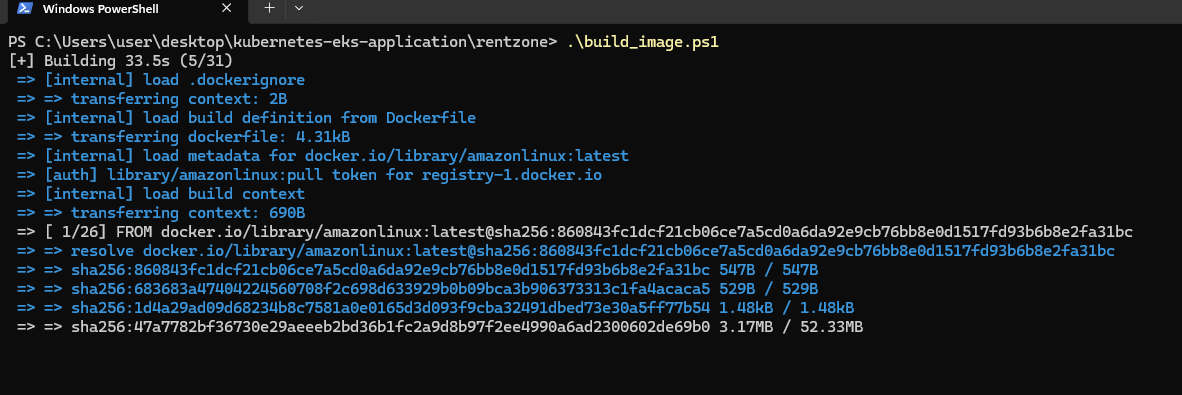 Windows PowerShell
PS C:\Users\user\desktop\kubernetes-eks-application\rentzone> .\build_image.ps1
[+] Building 33.5s (5/31)
=> [internal] load .dockerignore
=> => transferring context: 2B
=> [internal] load build definition from Dockerfile
=> => transferring dockerfile: 4.31kB
=> [internal] load metadata for docker.io/library/amazonlinux:latest
=> [auth] library/amazonlinux:pull token for registry-1.docker.io
=> [internal] load build context
=> => transferring context: 690B
=> [ 1/26] FROM docker.io/library/amazonlinux:latest@sha256:860843fc1dcf21cb06ce7a5cd0a6da92e9cb76bb8e0d1517fd93b6b8e2fa31bc
=> => resolve docker.io/library/amazonlinux:latest@sha256:860843fc1dcf21cb06ce7a5cd0a6da92e9cb76bb8e0d1517fd93b6b8e2fa31bc
=> => sha256:860843fc1dcf21cb06ce7a5cd0a6da92e9cb76bb8e0d1517fd93b6b8e2fa31bc 547B / 547B
=> => sha256:683683a47404224560708f2c698d633929b0b09bca3b906373313c1fa4acaca5 529B / 529B
=> => sha256:1d4a29ad09d68234b8c7581a0e0165d3d093f9cba32491dbed73e30a5ff77b54 1.48kB / 1.48kB
=> => sha256:47a7782bf36730e29aeeeb2bd36b1fc2a9d8b97f2ee4990a6ad2300602de69b0 3.17MB / 52.33MB